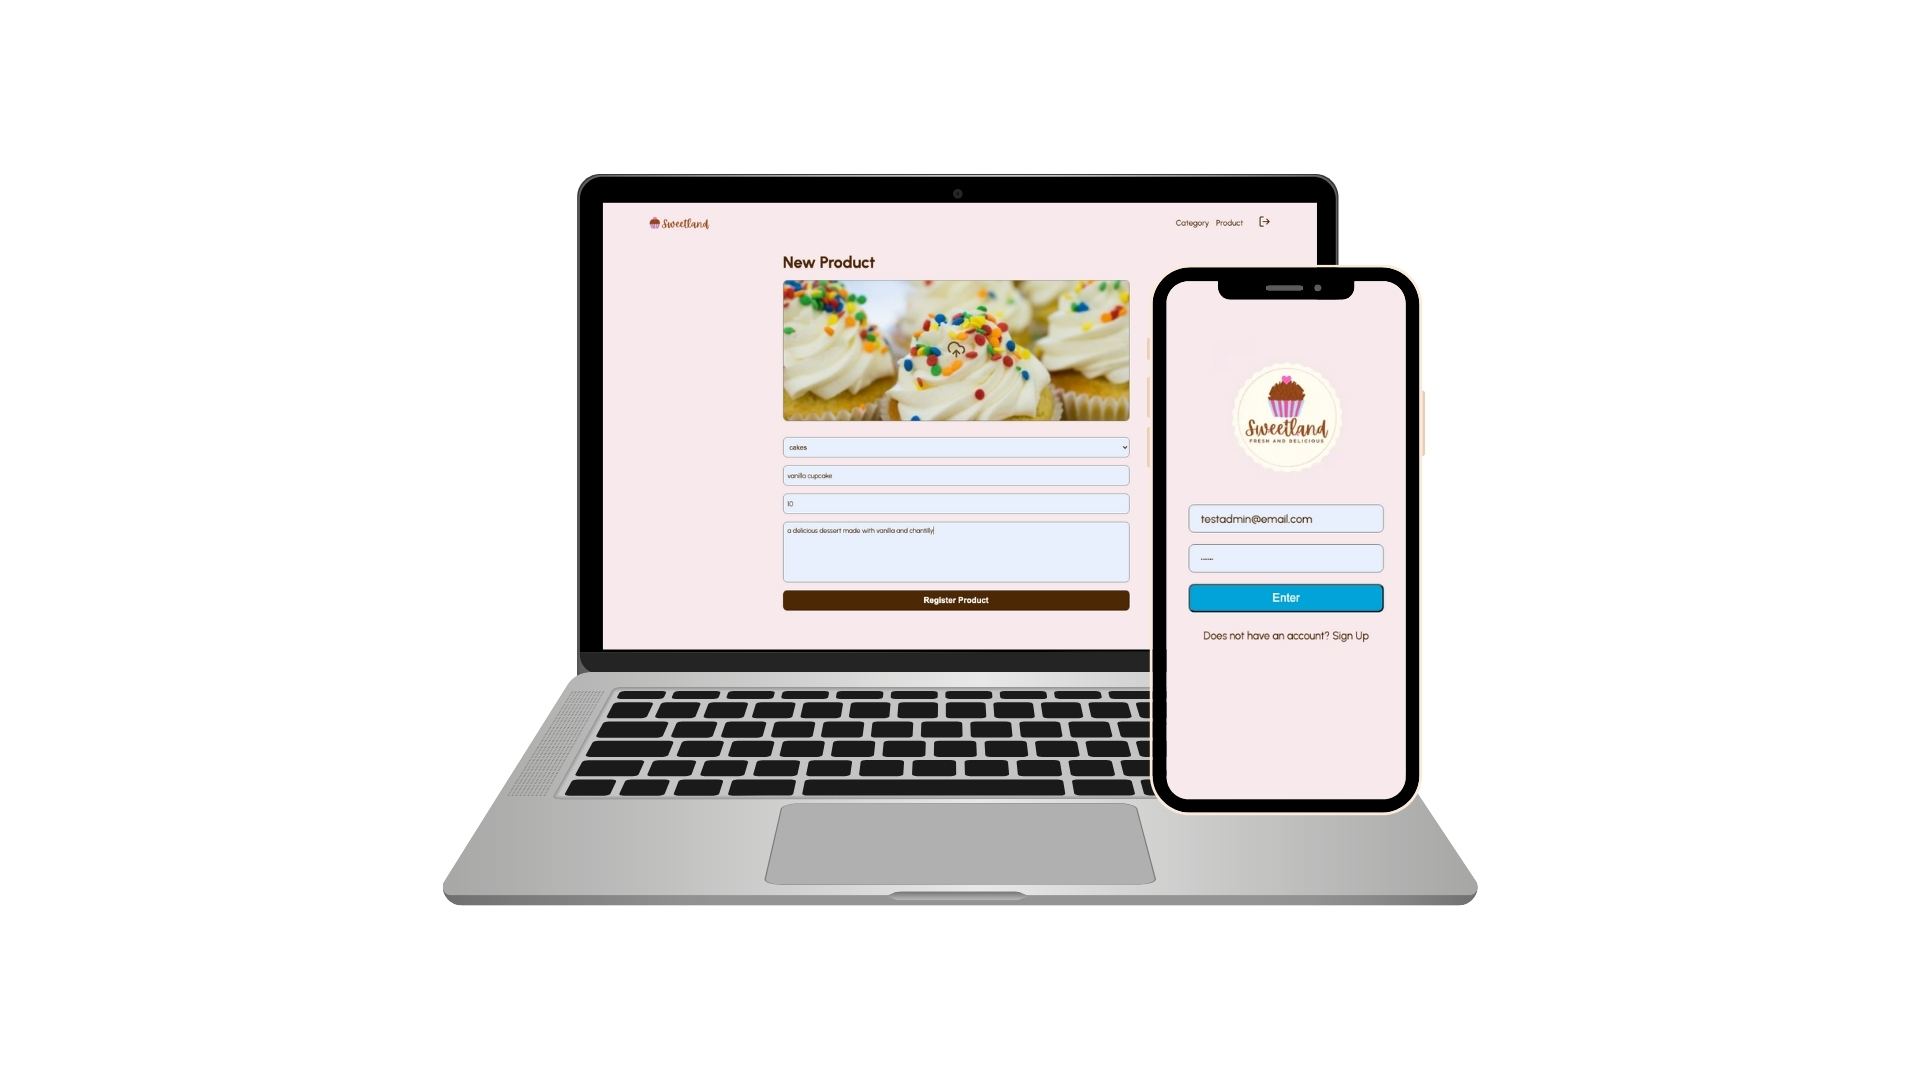 Sweetland
Category Product
New Product
cakes
vanilla cupcake
10
a delicious dessert made with vanilla and chantilly
Register Product
Sweetland
FRESH AND DELICIOUS
testadmin@email.com
Enter
Does not have an account? Sign Up